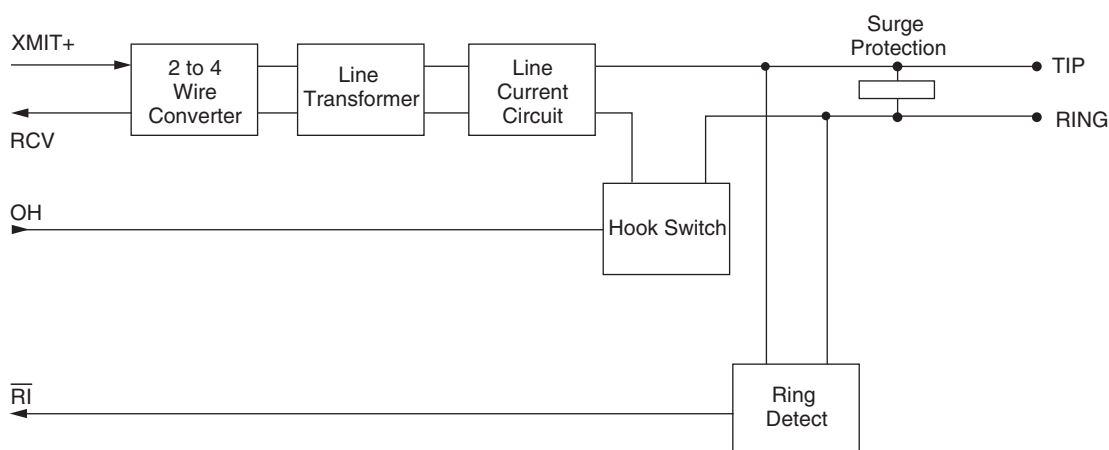 XMIT+
RCV
2 to 4
Wire
Converter
Line
Transformer
Line
Current
Circuit
Surge
Protection
TIP
RING
OH
Hook Switch
R̅I̅
Ring
Detect